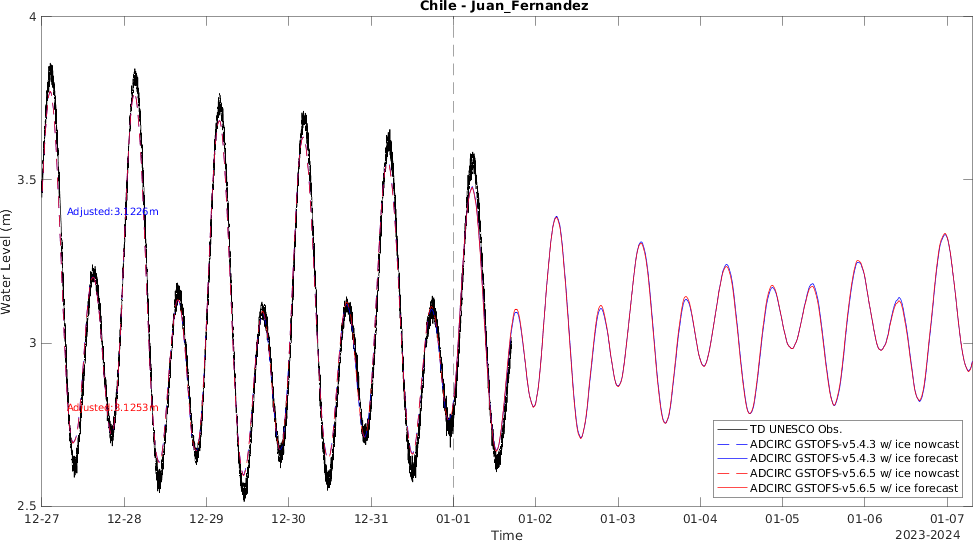 Chile - Juan_Fernandez
4
3.5
3
2.5
Water Level (m)
Adjusted:3.1226m
Adjusted:3.1253m
TD UNESCO Obs.
ADCIRC GSTOFS-v5.4.3 w/ ice nowcast
ADCIRC GSTOFS-v5.4.3 w/ ice forecast
ADCIRC GSTOFS-v5.6.5 w/ ice nowcast
ADCIRC GSTOFS-v5.6.5 w/ ice forecast
12-27 12-28 12-29 12-30 12-31 01-01 01-02 01-03 01-04 01-05 01-06 01-07
Time
2023-2024